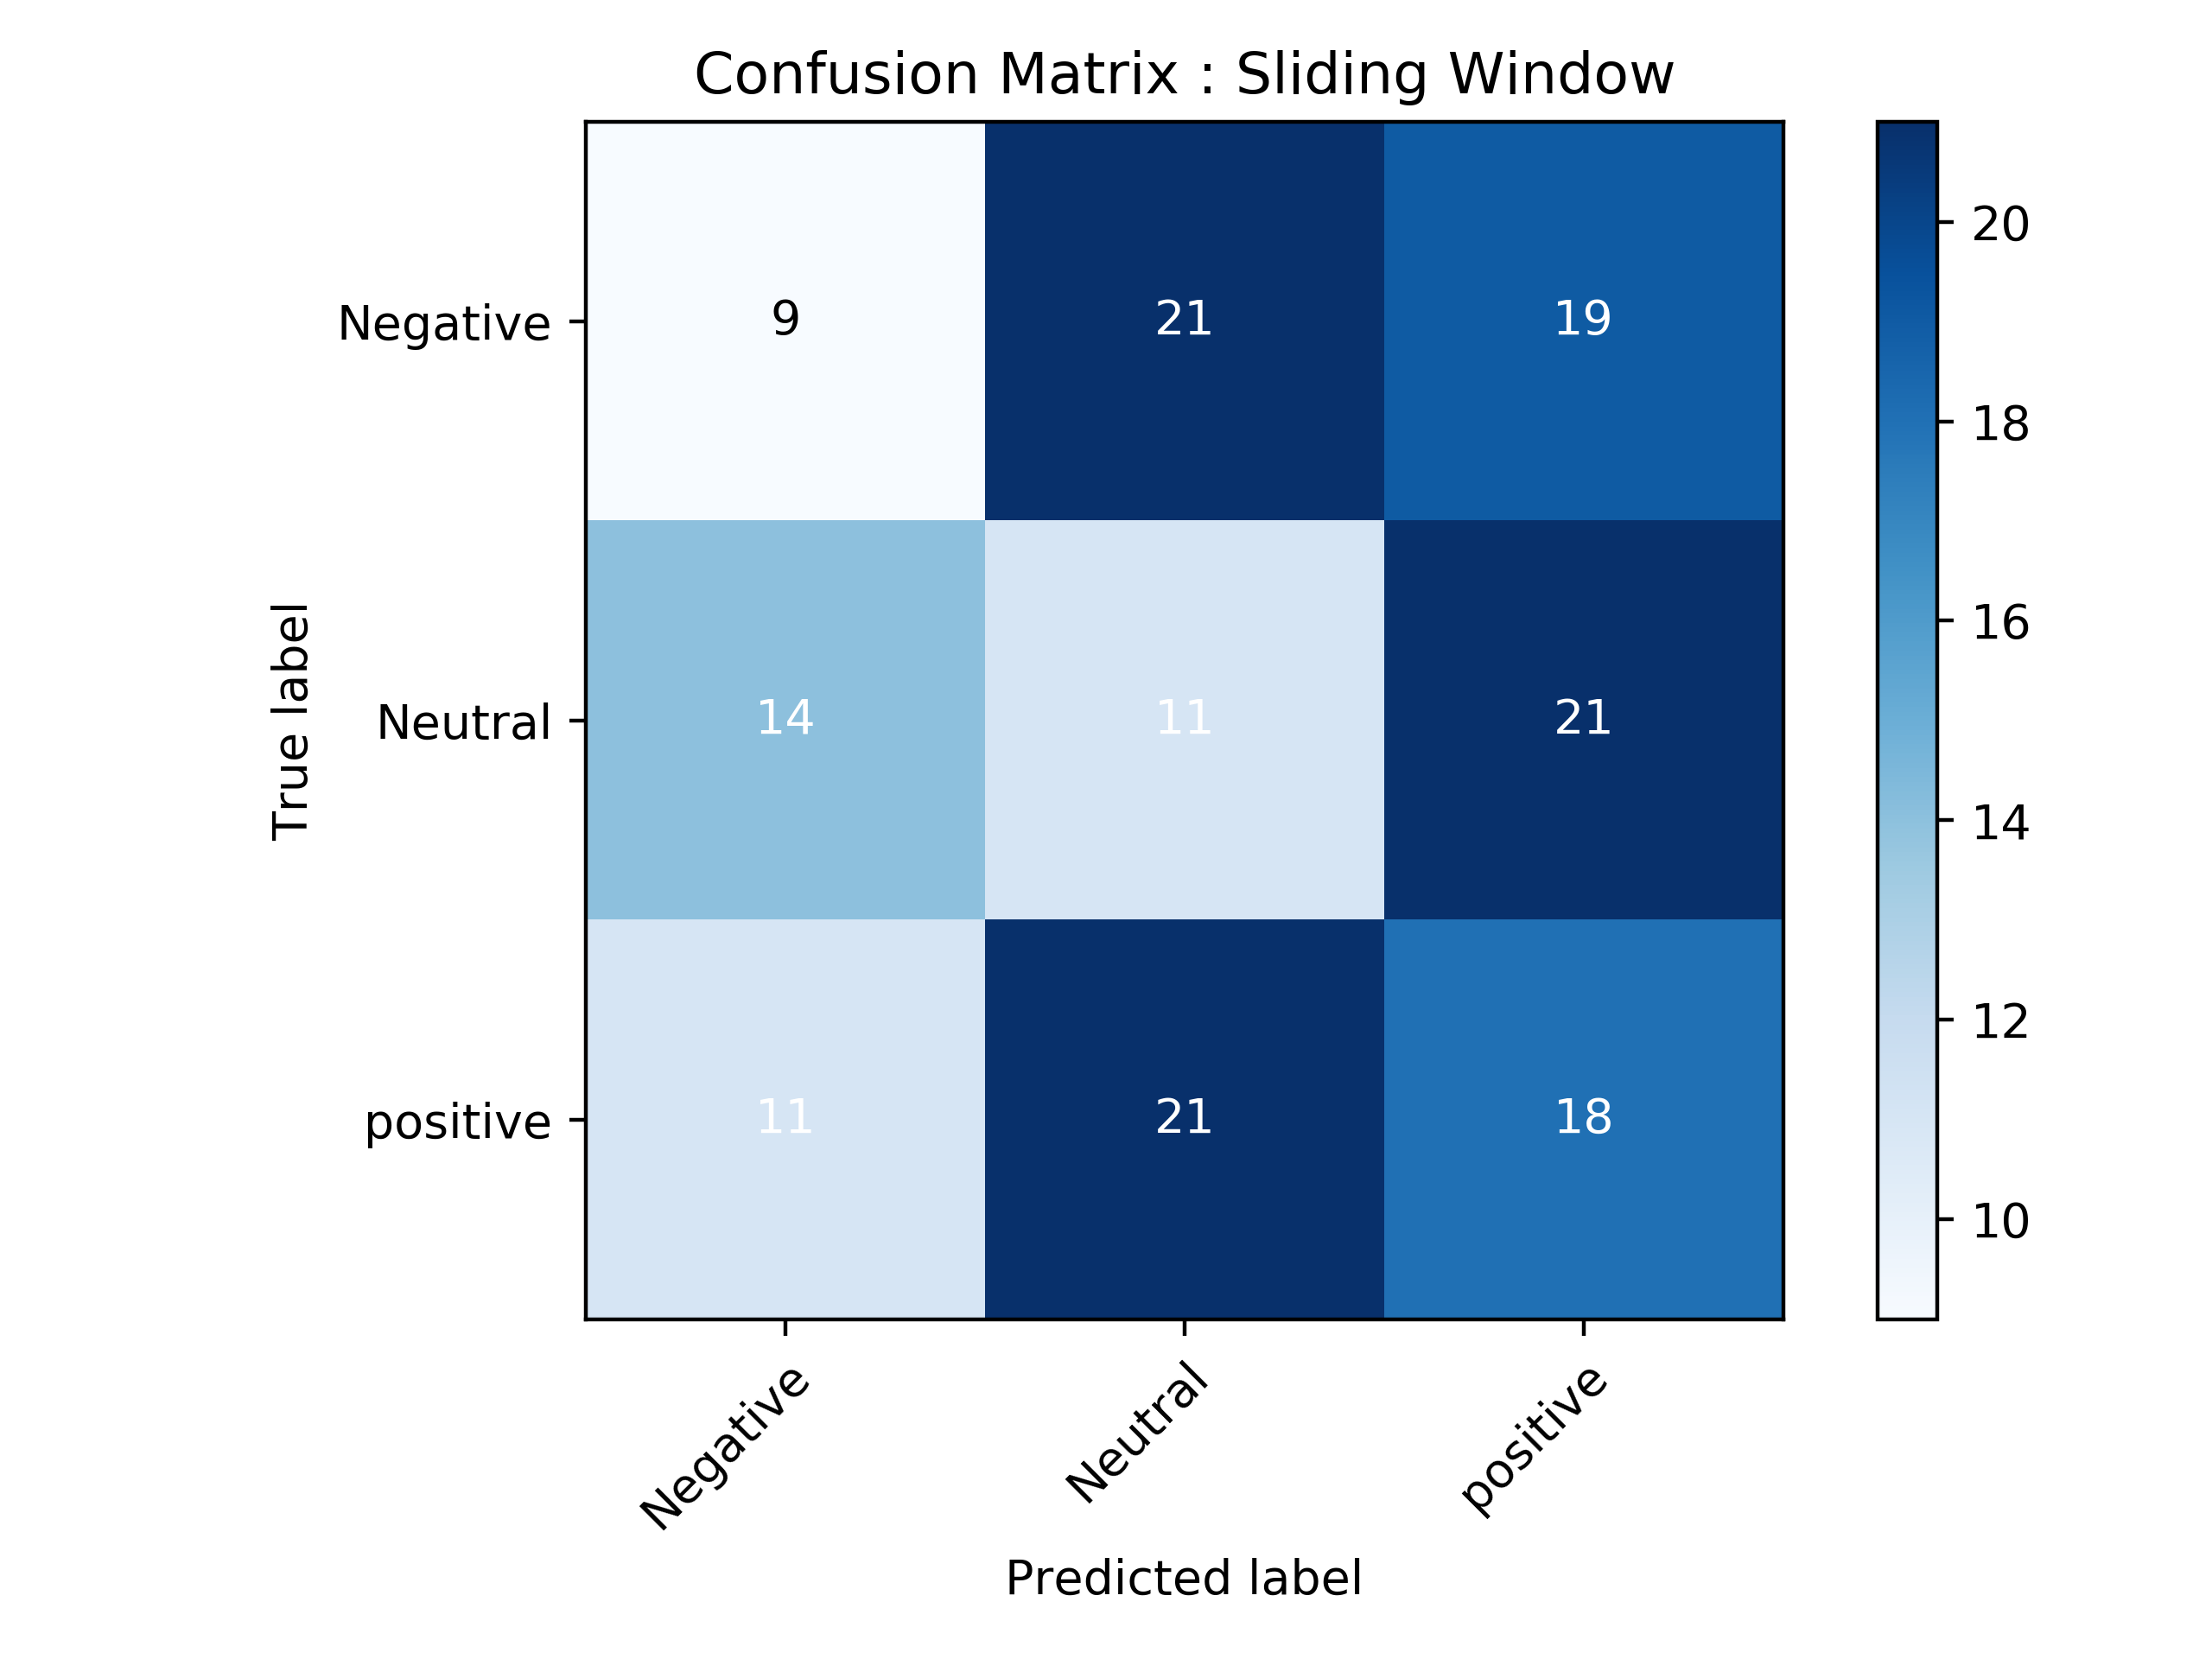 Confusion Matrix : Sliding Window
True label
Negative
9 21 19
Neutral
14 11 21
positive
11 21 18
Negative Neutral positive
Predicted label
20
18
16
14
12
10